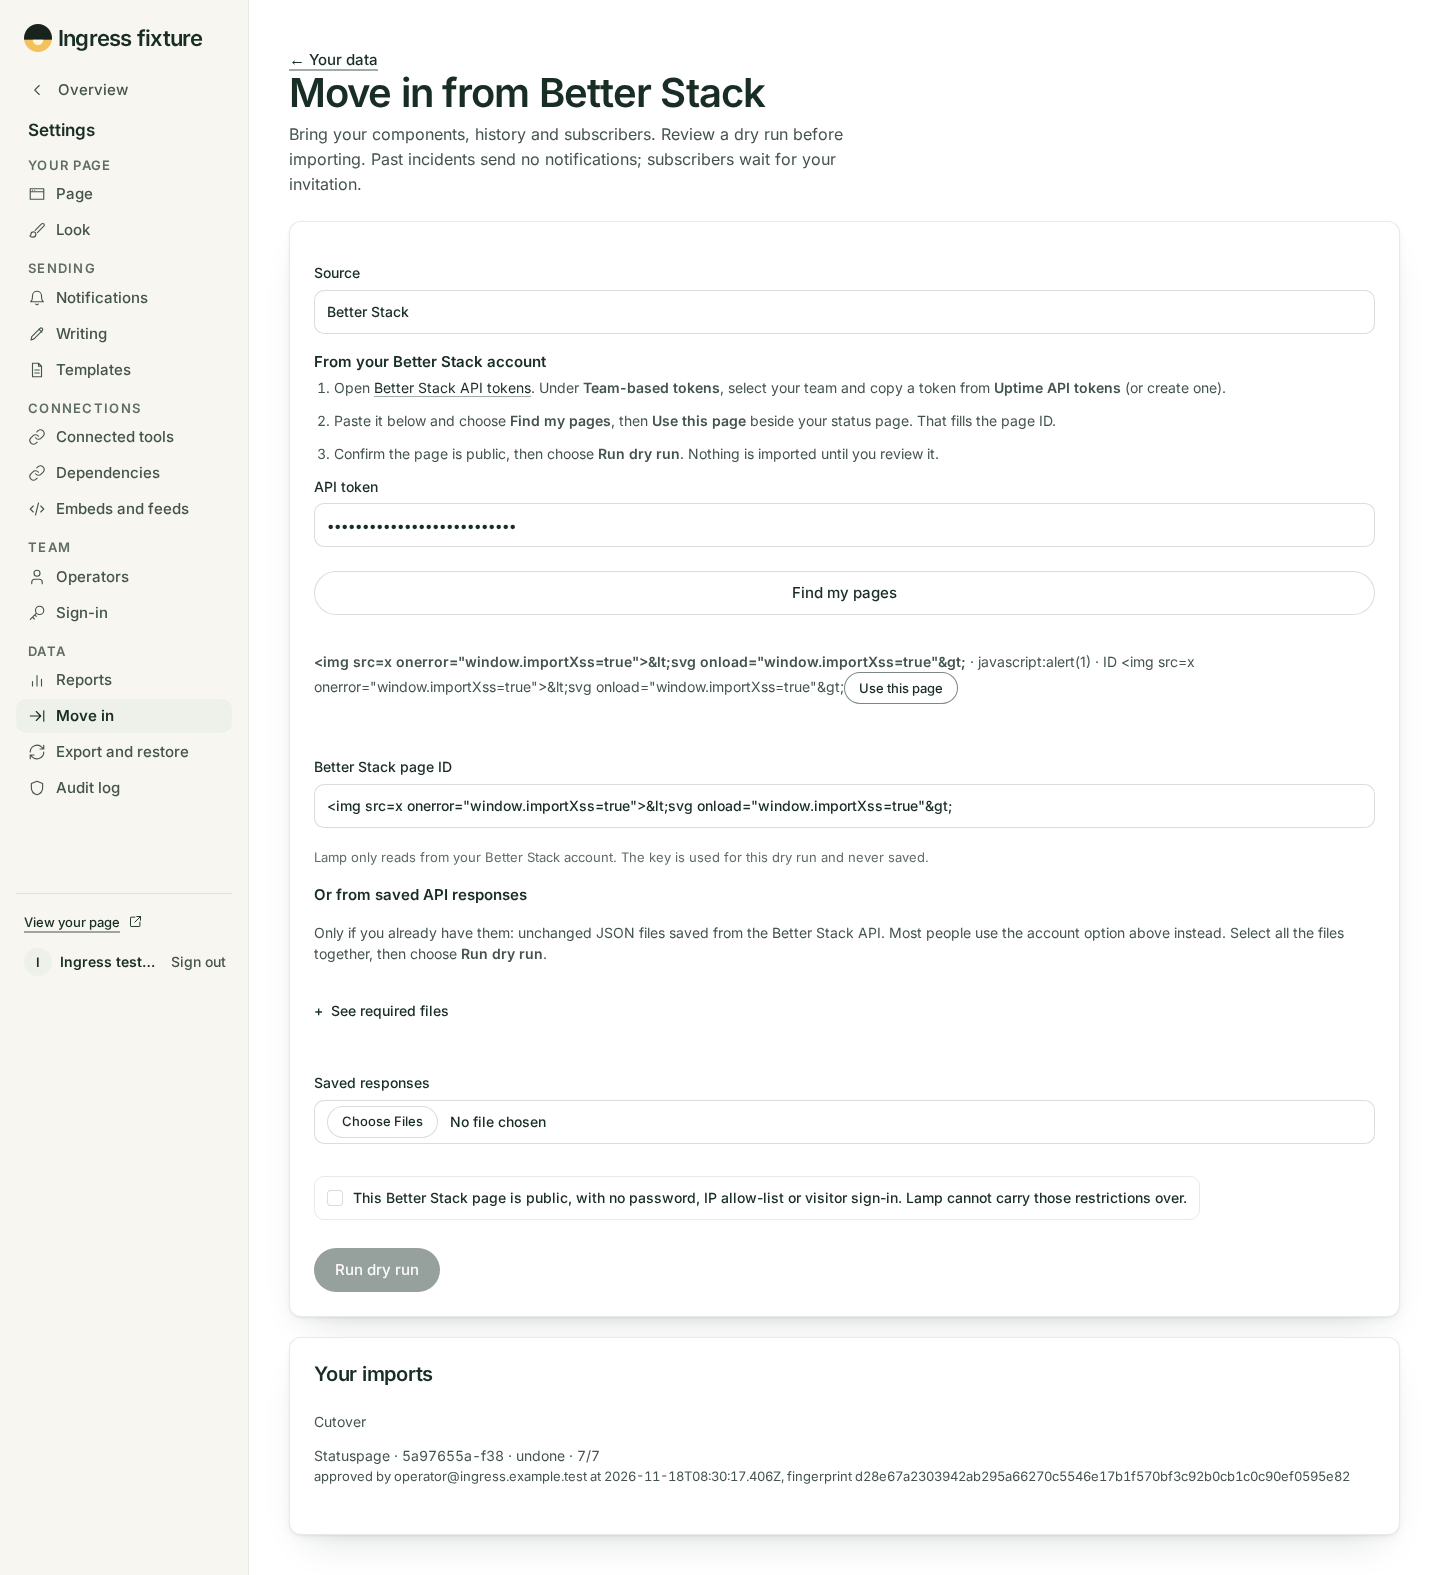 Ingress fixture
Overview
Settings
YOUR PAGE
Page
Look
SENDING
Notifications
Writing
Templates
CONNECTIONS
Connected tools
Dependencies
Embeds and feeds
TEAM
Operators
Sign-in
DATA
Reports
Move in
Export and restore
Audit log
View your page
I Ingress test… Sign out
← Your data
Move in from Better Stack
Bring your components, history and subscribers. Review a dry run before
importing. Past incidents send no notifications; subscribers wait for your
invitation.
Source
Better Stack
From your Better Stack account
1. Open Better Stack API tokens. Under Team-based tokens, select your team and copy a token from Uptime API tokens (or create one).
2. Paste it below and choose Find my pages, then Use this page beside your status page. That fills the page ID.
3. Confirm the page is public, then choose Run dry run. Nothing is imported until you review it.
API token
•••••••••••••••••••••••••••
Find my pages
<img src=x onerror="window.importXss=true">&lt;svg onload="window.importXss=true"&gt; · javascript:alert(1) · ID <img src=x
onerror="window.importXss=true">&lt;svg onload="window.importXss=true"&gt; Use this page
Better Stack page ID
<img src=x onerror="window.importXss=true">&lt;svg onload="window.importXss=true"&gt;
Lamp only reads from your Better Stack account. The key is used for this dry run and never saved.
Or from saved API responses
Only if you already have them: unchanged JSON files saved from the Better Stack API. Most people use the account option above instead. Select all the files
together, then choose Run dry run.
+ See required files
Saved responses
Choose Files No file chosen
This Better Stack page is public, with no password, IP allow-list or visitor sign-in. Lamp cannot carry those restrictions over.
Run dry run
Your imports
Cutover
Statuspage · 5a97655a-f38 · undone · 7/7
approved by operator@ingress.example.test at 2026-11-18T08:30:17.406Z, fingerprint d28e67a2303942ab295a66270c5546e17b1f570bf3c92b0cb1c0c90ef0595e82